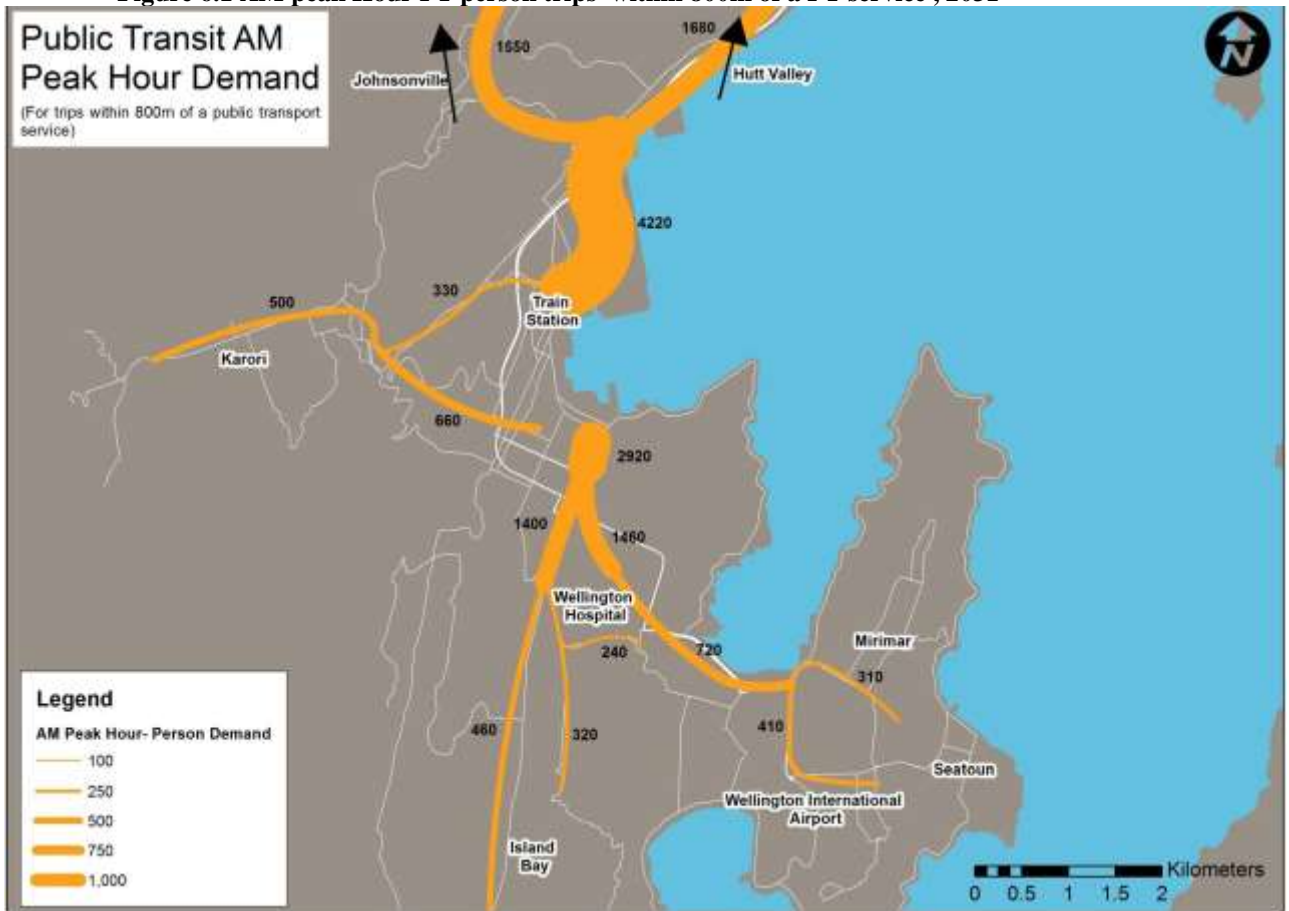 Public Transit AM
Peak Hour Demand
(For trips within 800m of a public transport
service)
1550
1680
Johnsonville
Hutt Valley
N
4220
500
330
Train
Station
Karori
660
2920
1400
1460
Wellington
Hospital
240
720
Mirimar
310
460
320
410
Seatoun
Wellington International
Airport
Island
Bay
Legend
AM Peak Hour- Person Demand
100
250
500
750
1,000
Kilometers
0 0.5 1 1.5 2